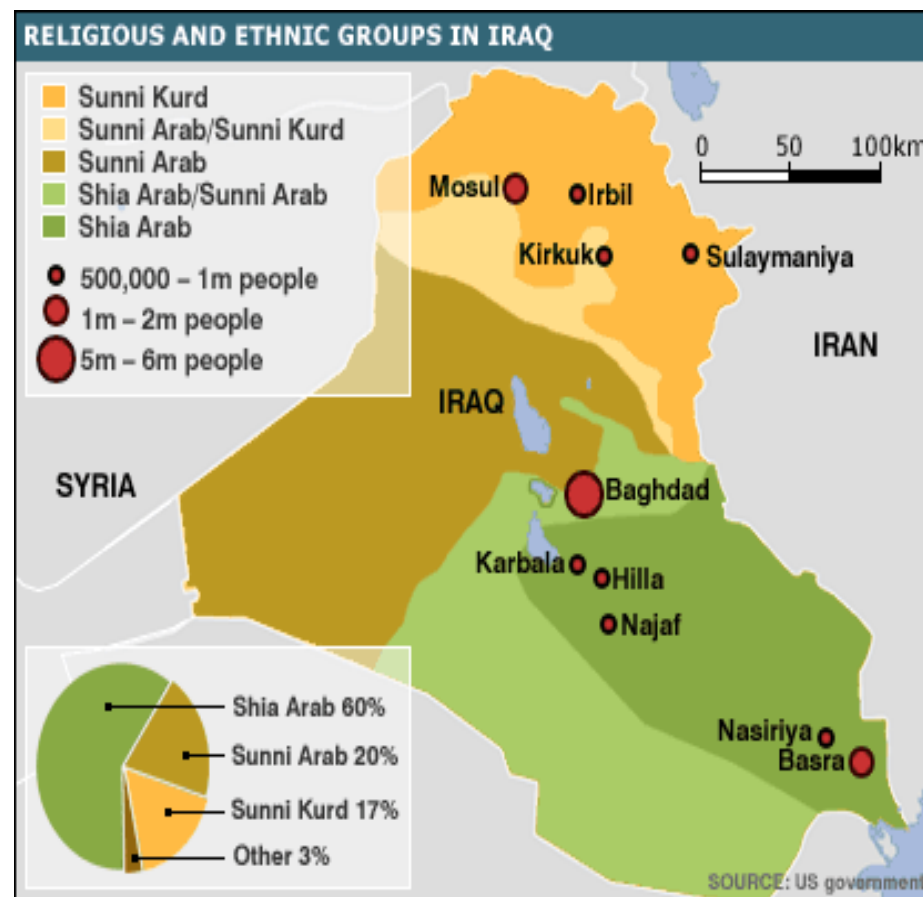 RELIGIOUS AND ETHNIC GROUPS IN IRAQ
Sunni Kurd
Sunni Arab/Sunni Kurd
Sunni Arab
Shia Arab/Sunni Arab
Shia Arab
500,000 – 1m people
1m – 2m people
5m – 6m people
0 50 100km
Mosul
Irbil
Kirkuk
Sulaymaniya
IRAN
IRAQ
SYRIA
Baghdad
Karbala
Hilla
Najaf
Nasiriya
Basra
Shia Arab 60%
Sunni Arab 20%
Sunni Kurd 17%
Other 3%
SOURCE: US government